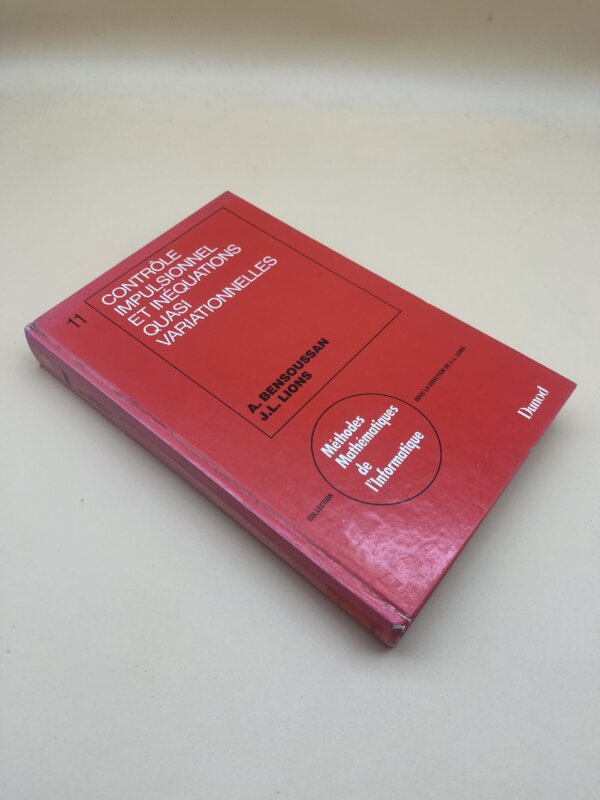 11
CONTRÔLE
IMPULSIONNEL
ET INÉQUATIONS
QUASI
VARIATIONNELLES
A. BENSOUSSAN
J.L. LIONS
COLLECTION
Méthodes
Mathématiques
de
l'Informatique
SOUS LA DIRECTION DE J. L. LIONS
Dunod